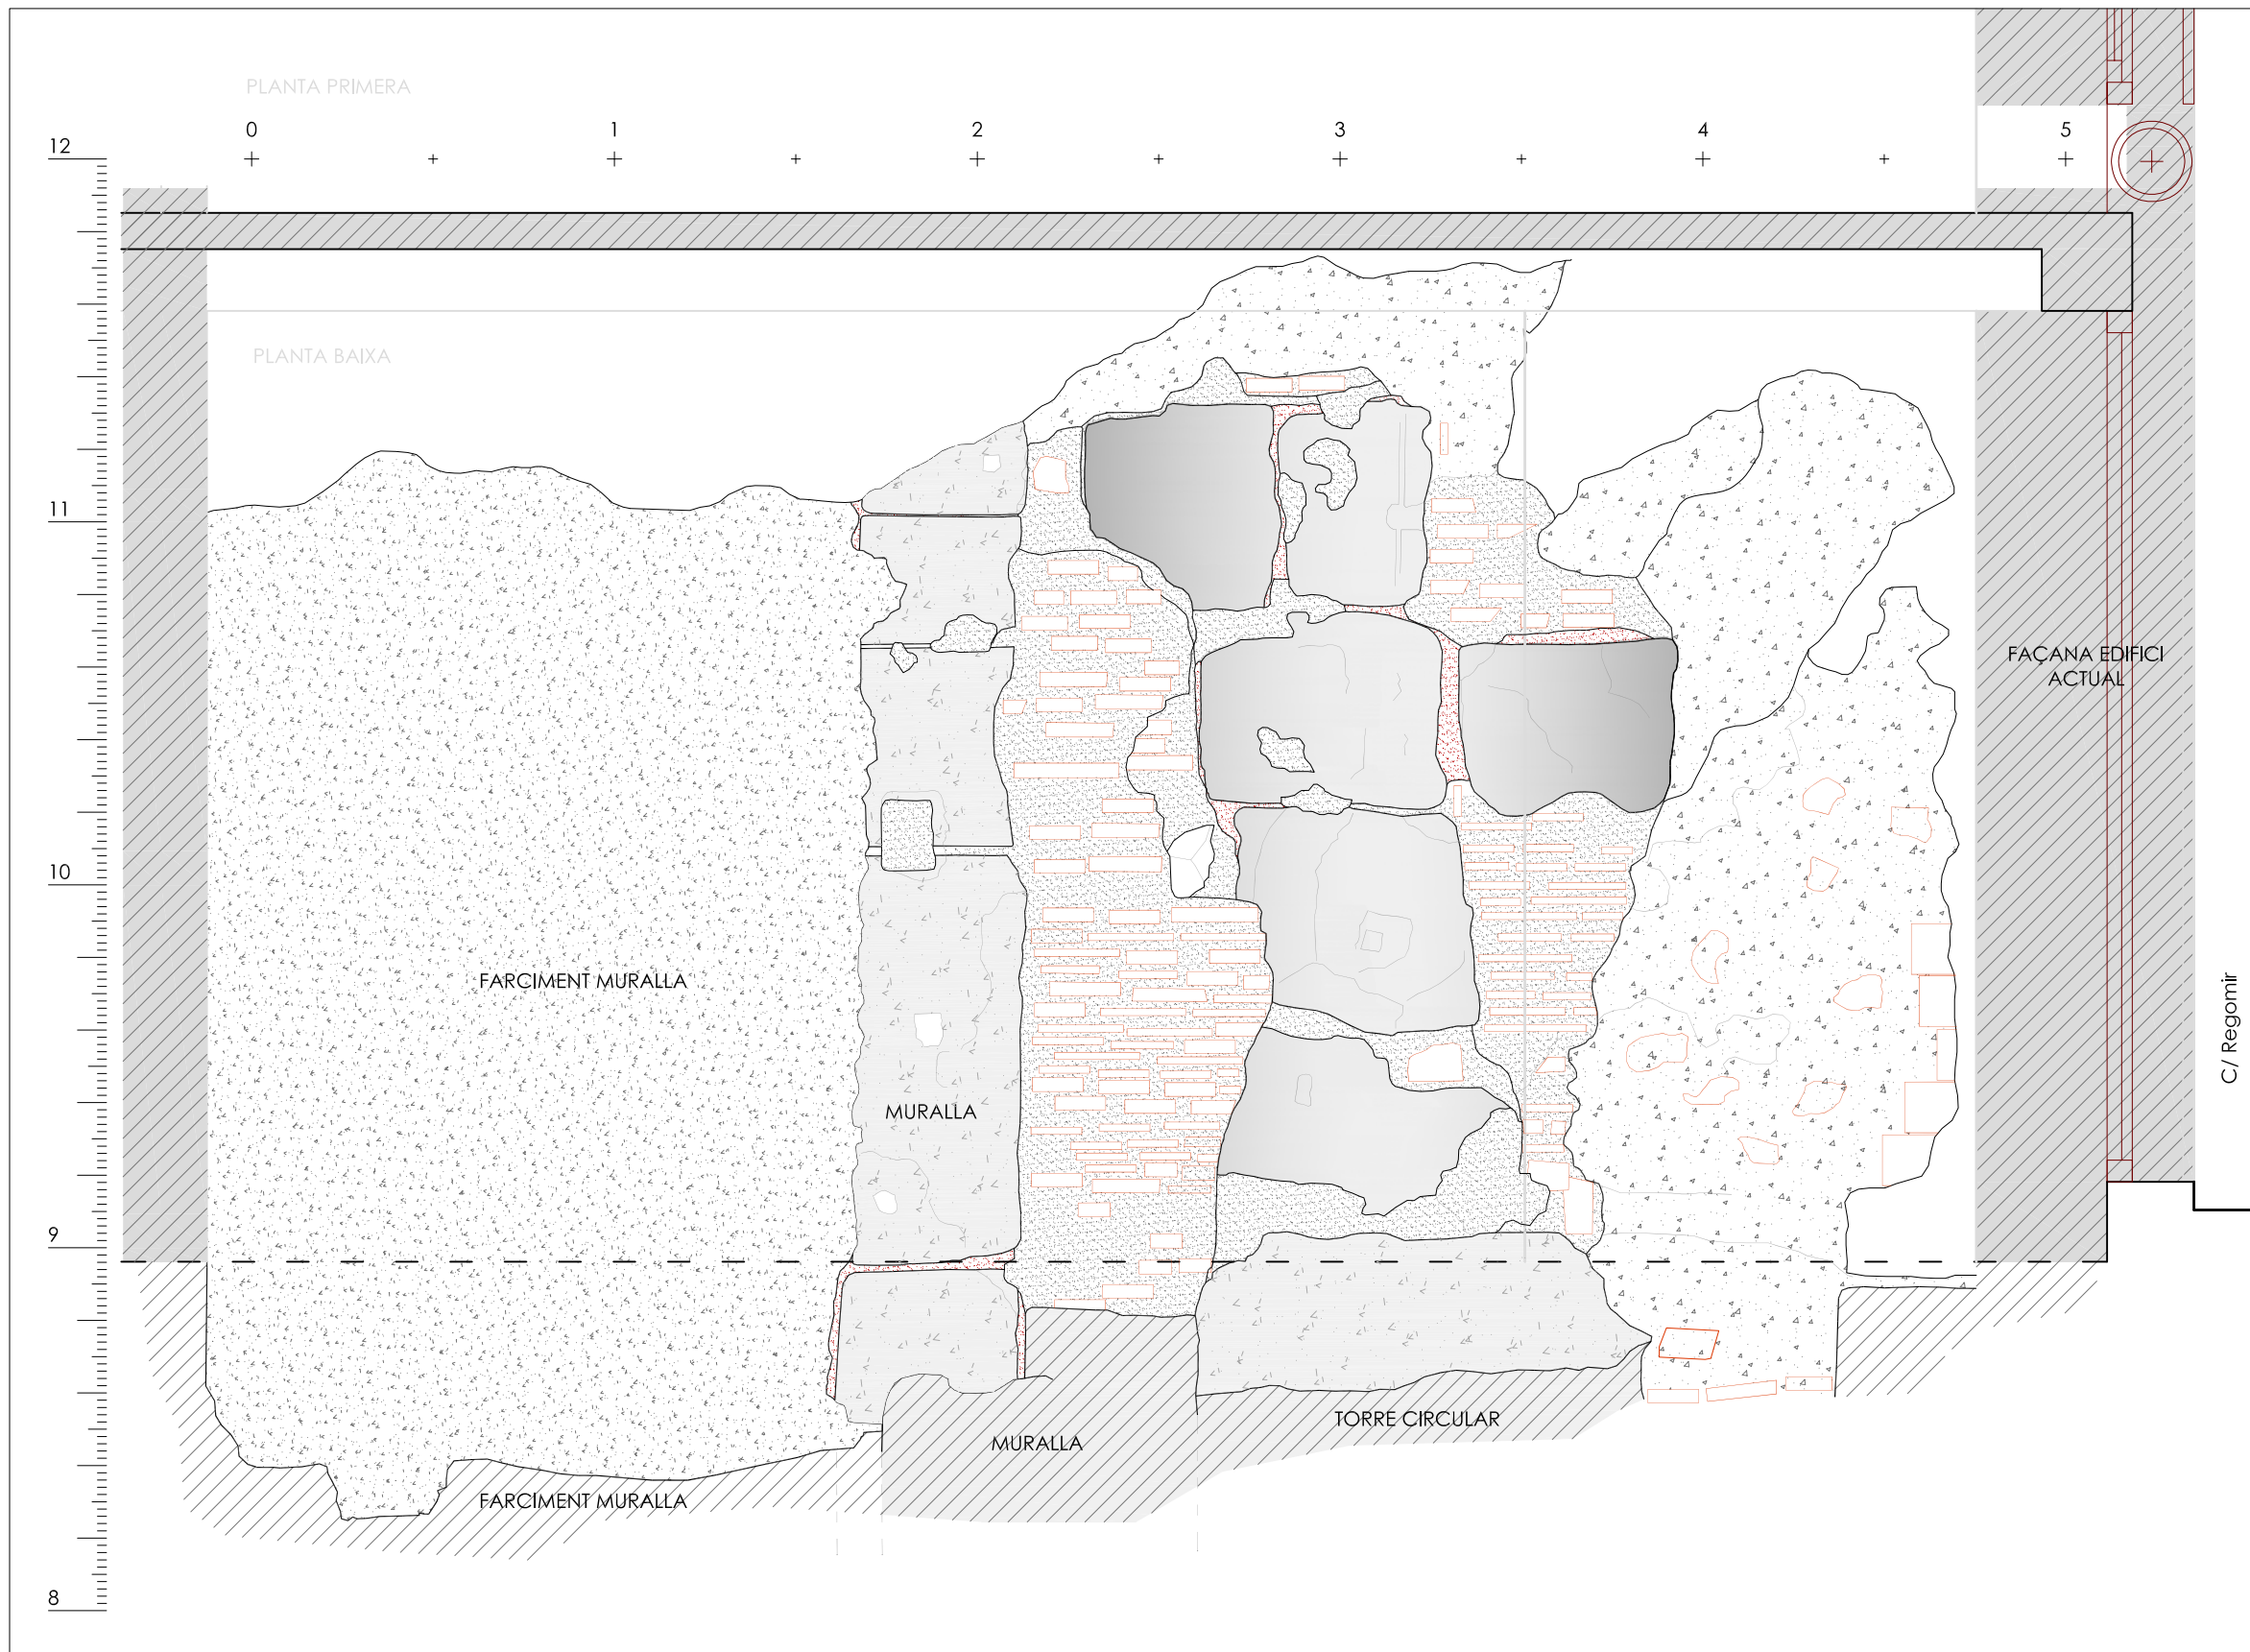 PLANTA PRIMERA
0 1 2 3 4 5
12
PLANTA BAIXA
11
FAÇANA EDIFICI
ACTUAL
10
FARCIMENT MURALLA
C/ Regomir
MURALLA
9
TORRE CIRCULAR
MURALLA
FARCIMENT MURALLA
8